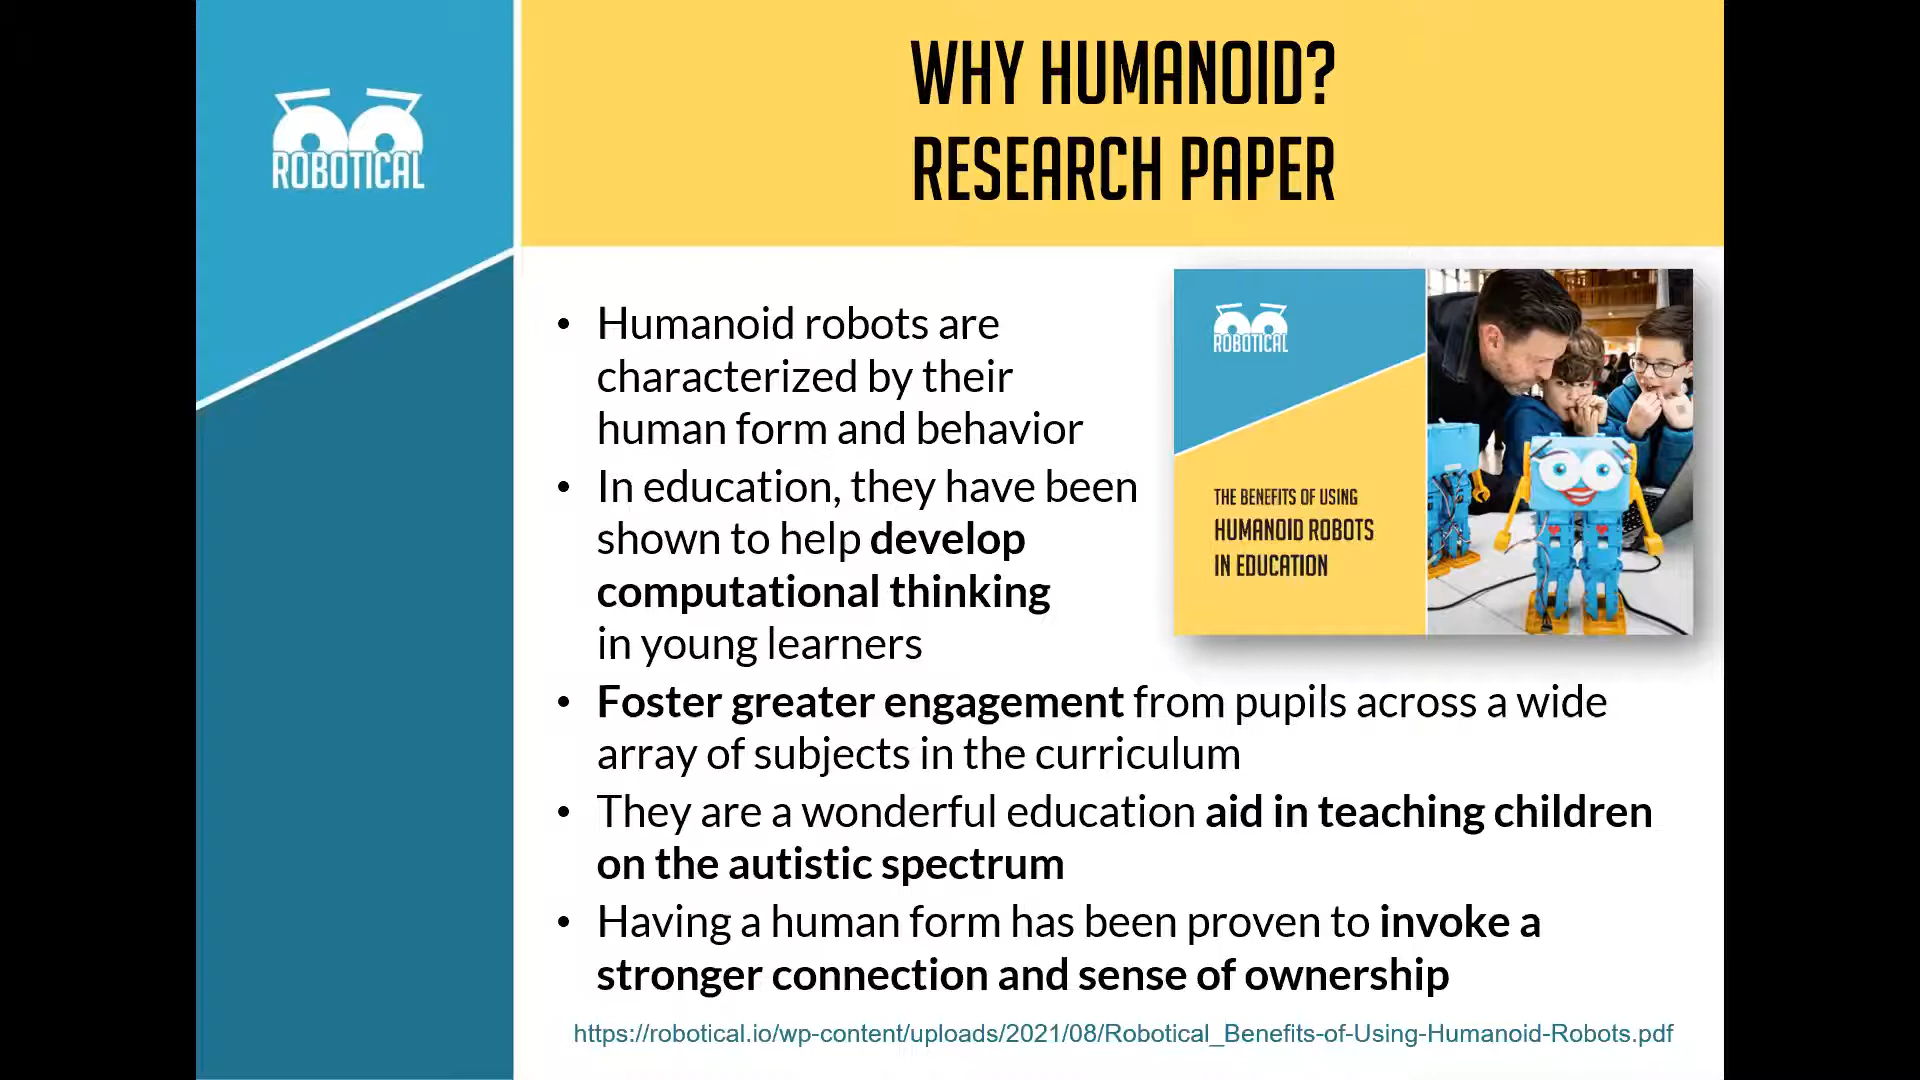 ROBOTICAL
WHY HUMANOID?
RESEARCH PAPER
• Humanoid robots are
characterized by their
human form and behavior
• In education, they have been
shown to help develop
computational thinking
in young learners
ROBOTICAL
THE BENEFITS OF USING
HUMANOID ROBOTS
IN EDUCATION
• Foster greater engagement from pupils across a wide
array of subjects in the curriculum
• They are a wonderful education aid in teaching children
on the autistic spectrum
• Having a human form has been proven to invoke a
stronger connection and sense of ownership
https://robotical.io/wp-content/uploads/2021/08/Robotical_Benefits-of-Using-Humanoid-Robots.pdf